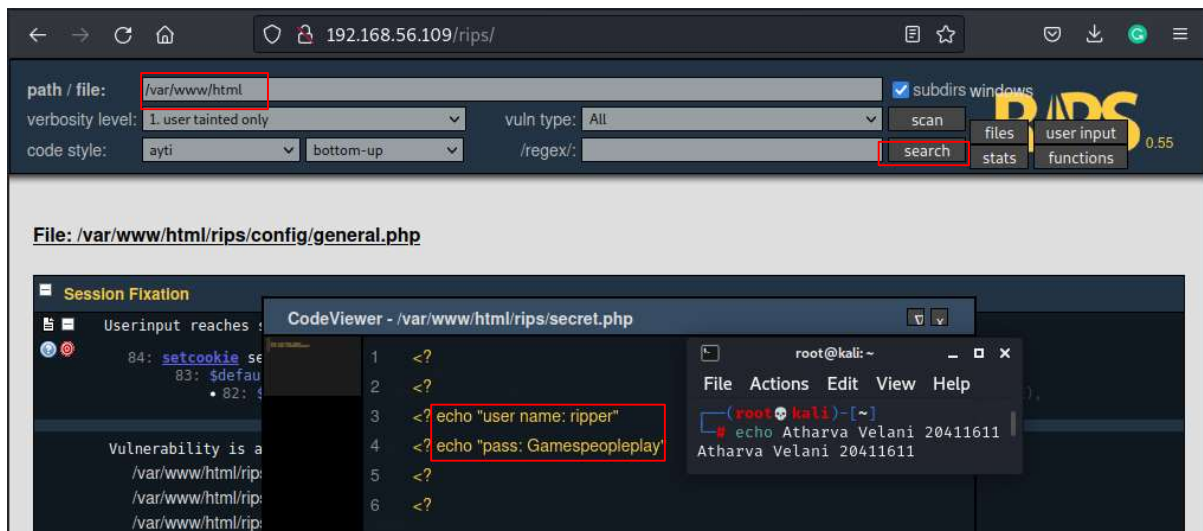 192.168.56.109/rips/
path / file: /var/www/html subdirs windows
RIPS
verbosity level: 1. user tainted only vuln type: All scan files user input 0.55
code style: ayti bottom-up /regex/: search stats functions
File: /var/www/html/rips/config/general.php
Session Fixation
Userinput reaches
84: setcookie se
83: $defau
82: $
Vulnerability is a
/var/www/html/rip
/var/www/html/rip
/var/www/html/rip
CodeViewer - /var/www/html/rips/secret.php
1 <?
2 <?
3 <? echo "user name: ripper"
4 <? echo "pass: Gamespeopleplay"
5 <?
6 <?
root@kali: ~
File Actions Edit View Help
(root💀kali)-[~]
# echo Atharva Velani 20411611
Atharva Velani 20411611